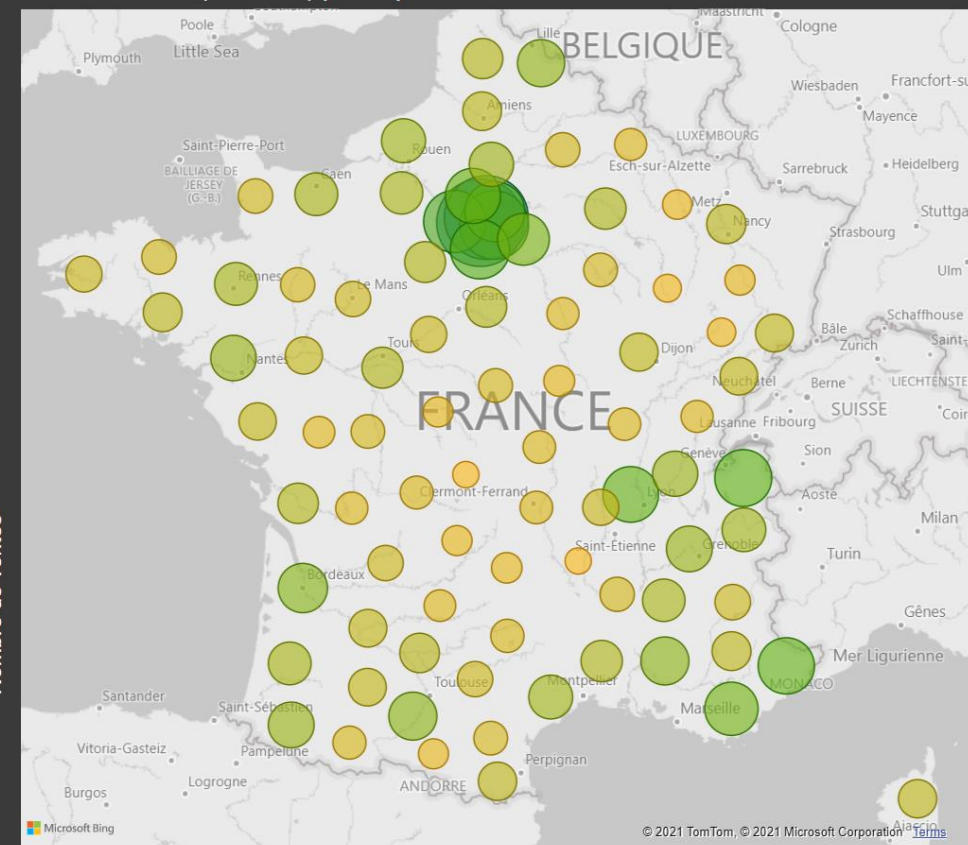 Maastricht
Cologne
Poole
Lille
BELGIQUE
Plymouth
Little Sea
Wiesbaden
Francfort-su
Mayence
Amiens
Saint-Pierre-Port
Rouen
LUXEMBOURG
Esch-sur-Alzette
BAILLIAGE DE
JERSEY
(G.-B.)
Caen
Sarrebruck
Heidelberg
Metz
Nancy
Stuttga
Strasbourg
Rennes
Le Mans
Ulm
Orléans
Schaffhouse
Bâle
Zurich
Saint-
Nantes
Tours
Dijon
Neuchâtel
Berne
LIECHTENSTE
FRANCE
SUISSE
Coir
Lausanne
Fribourg
Genève
Sion
Clermont-Ferrand
Lyon
Aoste
Milan
Saint-Étienne
Grenoble
Turin
Bordeaux
Gênes
Mer Ligurienne
Toulouse
Montpellier
MONACO
Santander
Saint-Sébastien
Marseille
Vitoria-Gasteiz
Pampelune
Perpignan
Logrogne
ANDORRE
Burgos
Ajaccio
Microsoft Bing
© 2021 TomTom, © 2021 Microsoft Corporation Terms